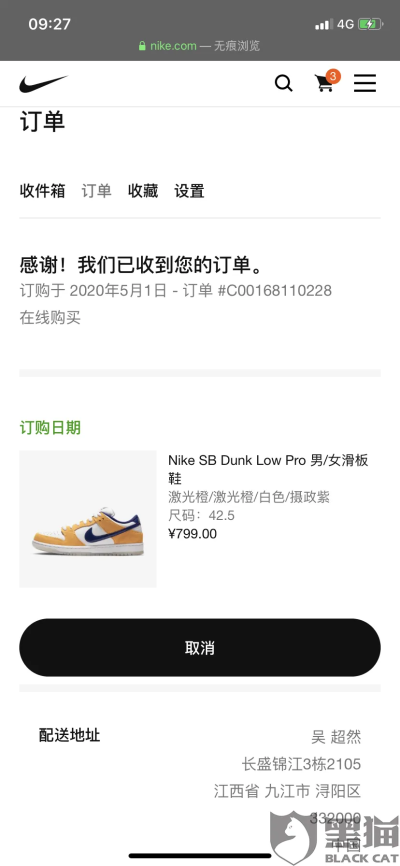 09:27
4G
nike.com — 无痕浏览
3
订单
收件箱 订单 收藏 设置
感谢！我们已收到您的订单。
订购于 2020年5月1日 - 订单 #C00168110228
在线购买
订购日期
Nike SB Dunk Low Pro 男/女滑板
鞋
激光橙/激光橙/白色/摄政紫
尺码：42.5
¥799.00
取消
配送地址
吴 超然
长盛锦江3栋2105
江西省 九江市 浔阳区
332000
中国
黑猫
BLACK CAT